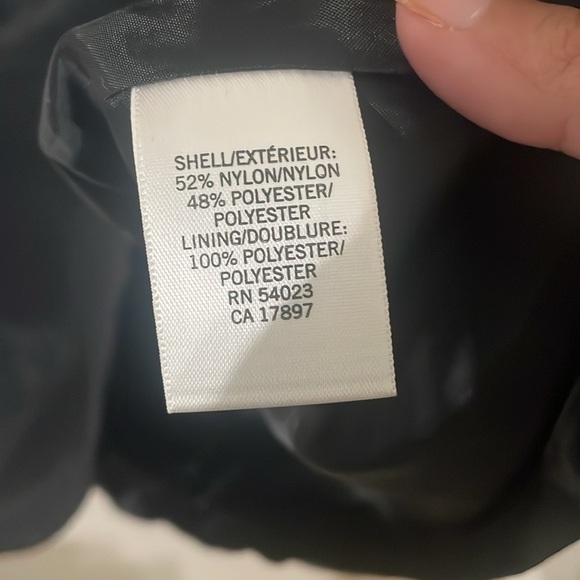 SHELL/EXTÉRIEUR:
52% NYLON/NYLON
48% POLYESTER/
POLYESTER
LINING/DOUBLURE:
100% POLYESTER/
POLYESTER
RN 54023
CA 17897